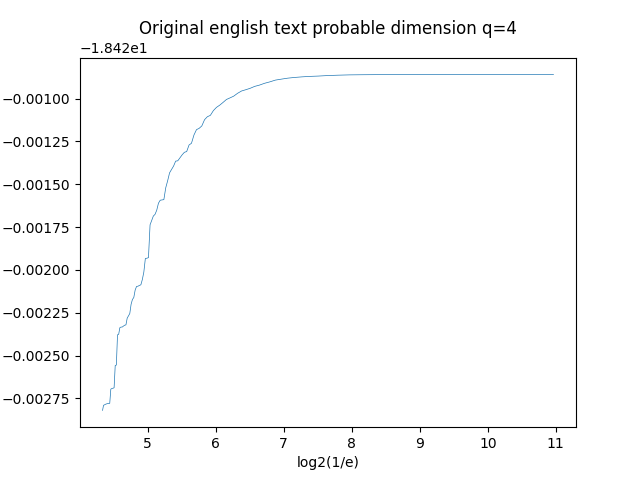 Original english text probable dimension q=4
−1.842e1
−0.00100
−0.00125
−0.00150
−0.00175
−0.00200
−0.00225
−0.00250
−0.00275
5 6 7 8 9 10 11
log2(1/e)